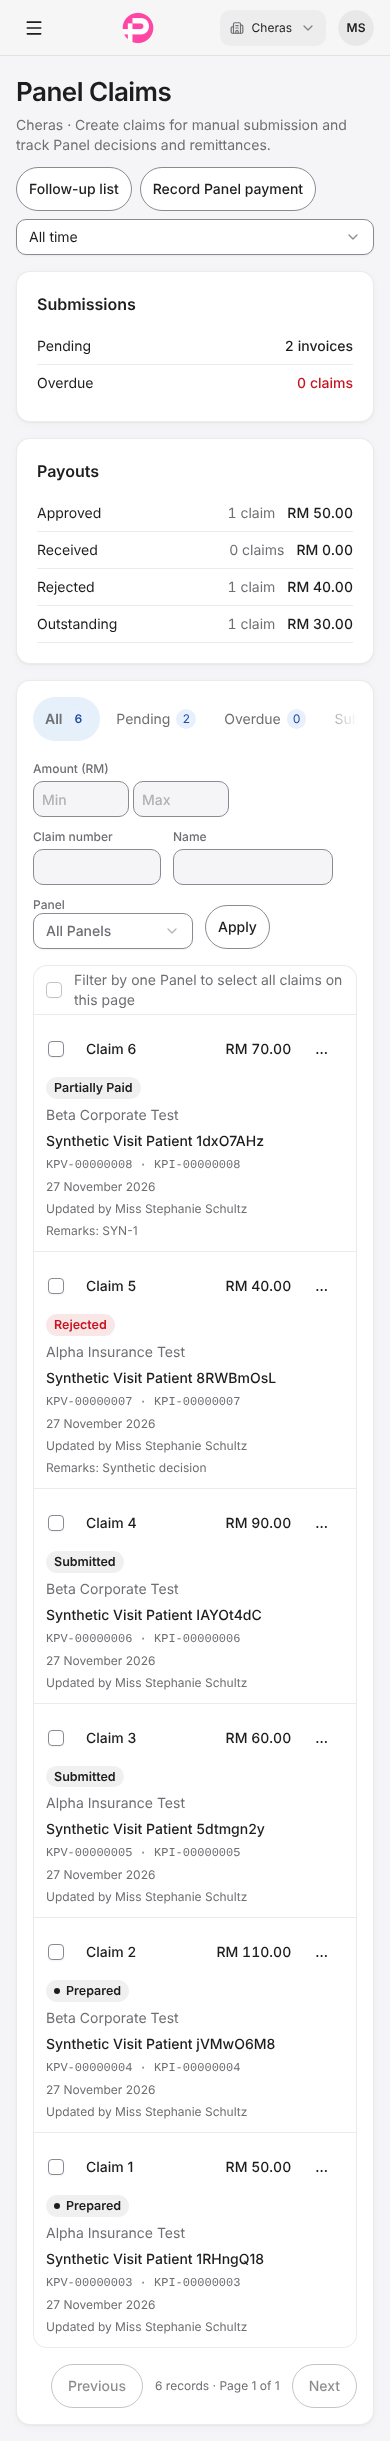 Cheras
MS
Panel Claims
Cheras · Create claims for manual submission and
track Panel decisions and remittances.
Follow-up list
Record Panel payment
All time
Submissions
Pending 2 invoices
Overdue 0 claims
Payouts
Approved 1 claim RM 50.00
Received 0 claims RM 0.00
Rejected 1 claim RM 40.00
Outstanding 1 claim RM 30.00
All 6 Pending 2 Overdue 0
Amount (RM)
Min Max
Claim number Name
Panel
All Panels Apply
Filter by one Panel to select all claims on
this page
Claim 6 RM 70.00 ...
Partially Paid
Beta Corporate Test
Synthetic Visit Patient 1dxO7AHz
KPV-00000008 · KPI-00000008
27 November 2026
Updated by Miss Stephanie Schultz
Remarks: SYN-1
Claim 5 RM 40.00 ...
Rejected
Alpha Insurance Test
Synthetic Visit Patient 8RWBmOsL
KPV-00000007 · KPI-00000007
27 November 2026
Updated by Miss Stephanie Schultz
Remarks: Synthetic decision
Claim 4 RM 90.00 ...
Submitted
Beta Corporate Test
Synthetic Visit Patient IAYOt4dC
KPV-00000006 · KPI-00000006
27 November 2026
Updated by Miss Stephanie Schultz
Claim 3 RM 60.00 ...
Submitted
Alpha Insurance Test
Synthetic Visit Patient 5dtmgn2y
KPV-00000005 · KPI-00000005
27 November 2026
Updated by Miss Stephanie Schultz
Claim 2 RM 110.00 ...
Prepared
Beta Corporate Test
Synthetic Visit Patient jVMwO6M8
KPV-00000004 · KPI-00000004
27 November 2026
Updated by Miss Stephanie Schultz
Claim 1 RM 50.00 ...
Prepared
Alpha Insurance Test
Synthetic Visit Patient 1RHngQ18
KPV-00000003 · KPI-00000003
27 November 2026
Updated by Miss Stephanie Schultz
Previous 6 records · Page 1 of 1 Next